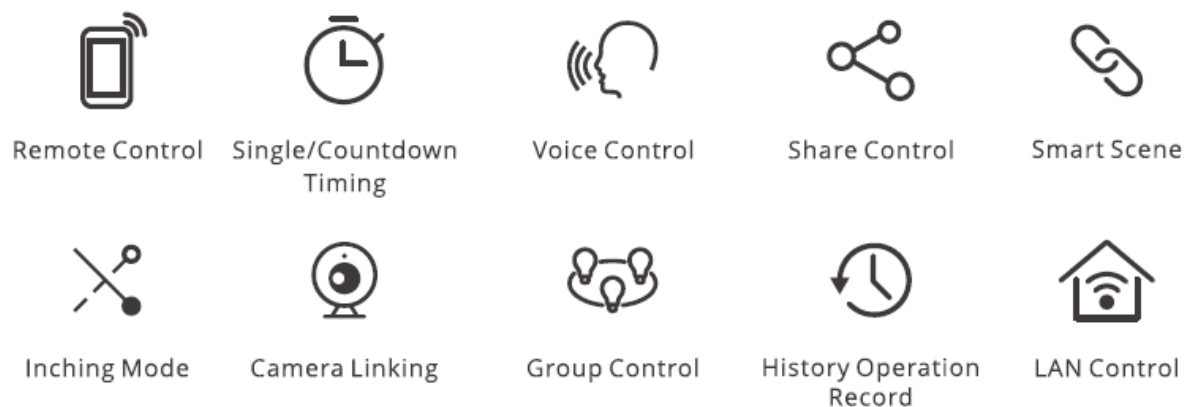 Remote Control
Single/Countdown
Timing
Voice Control
Share Control
Smart Scene
Inching Mode
Camera Linking
Group Control
History Operation
Record
LAN Control